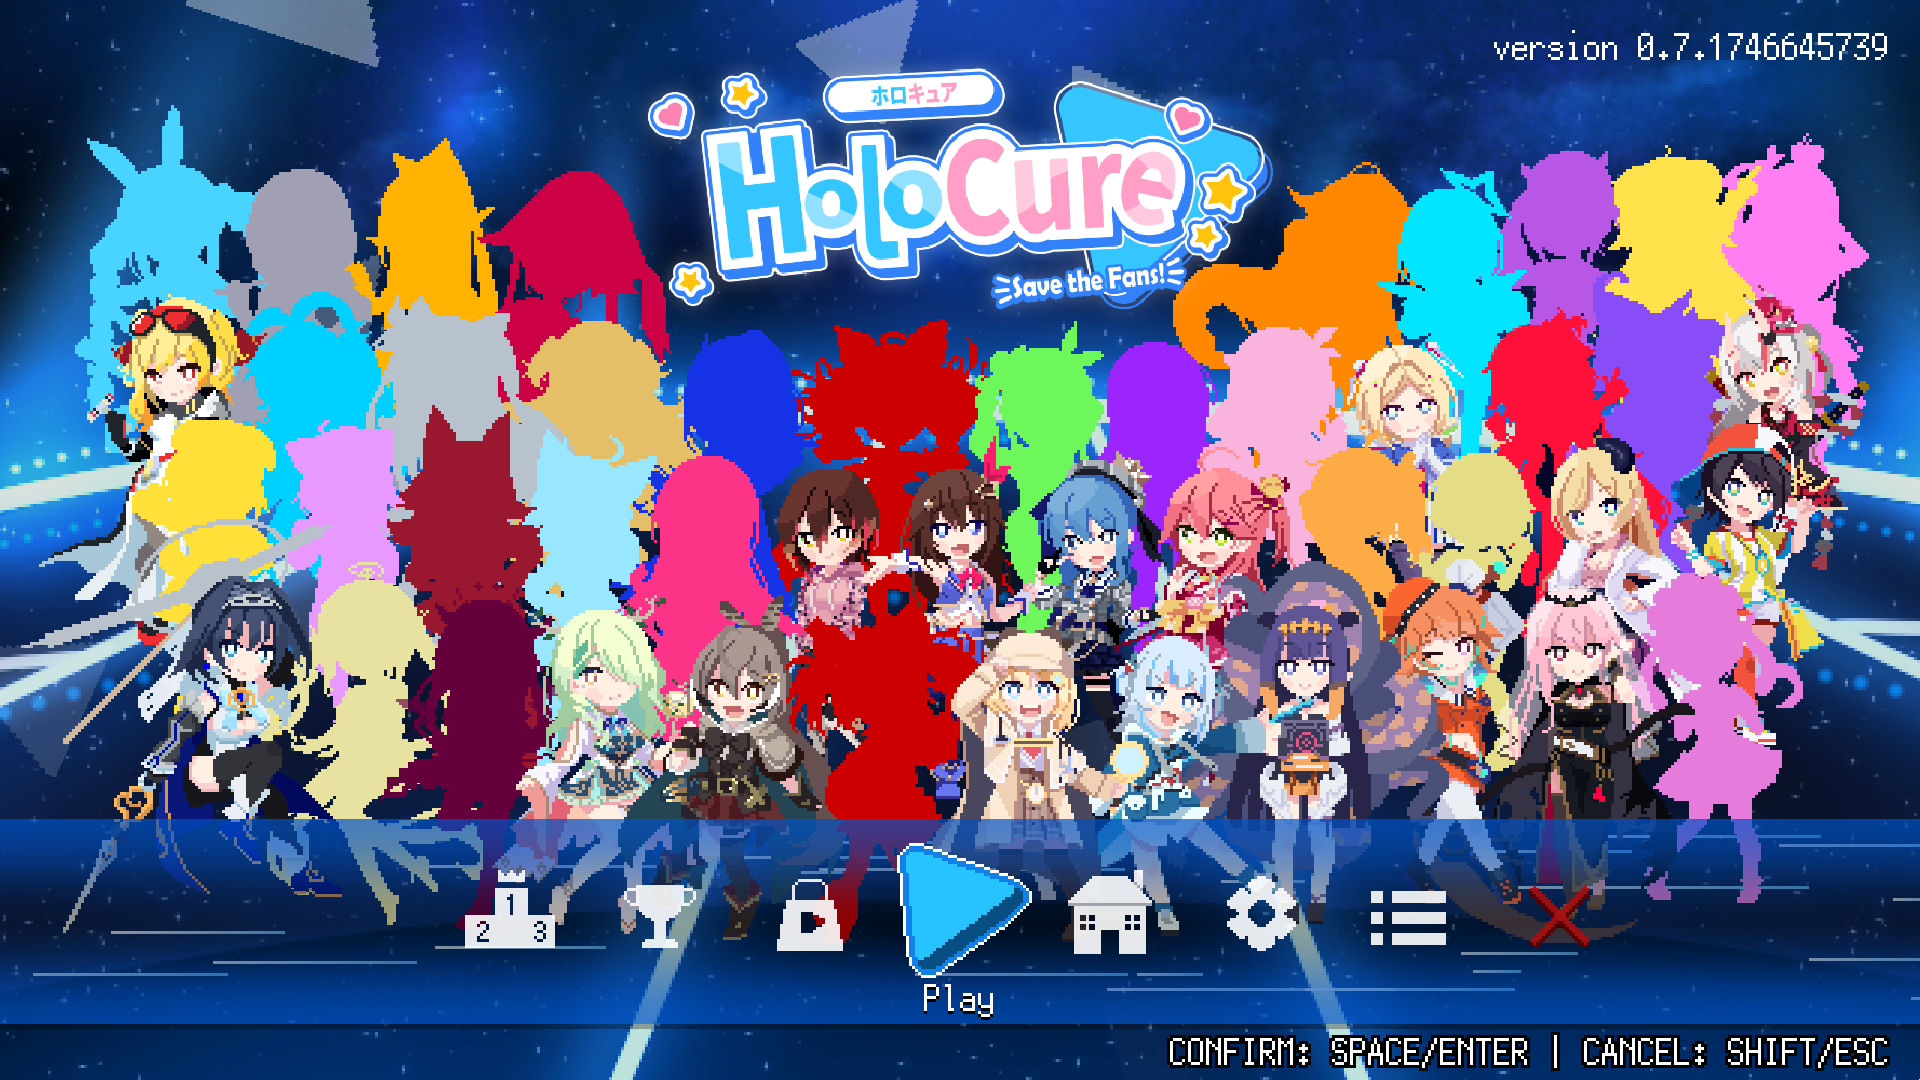 version 0.7.1746645739
ホロキュア
HoloCure
Save the Fans!
1
2 3
Play
CONFIRM: SPACE/ENTER | CANCEL: SHIFT/ESC